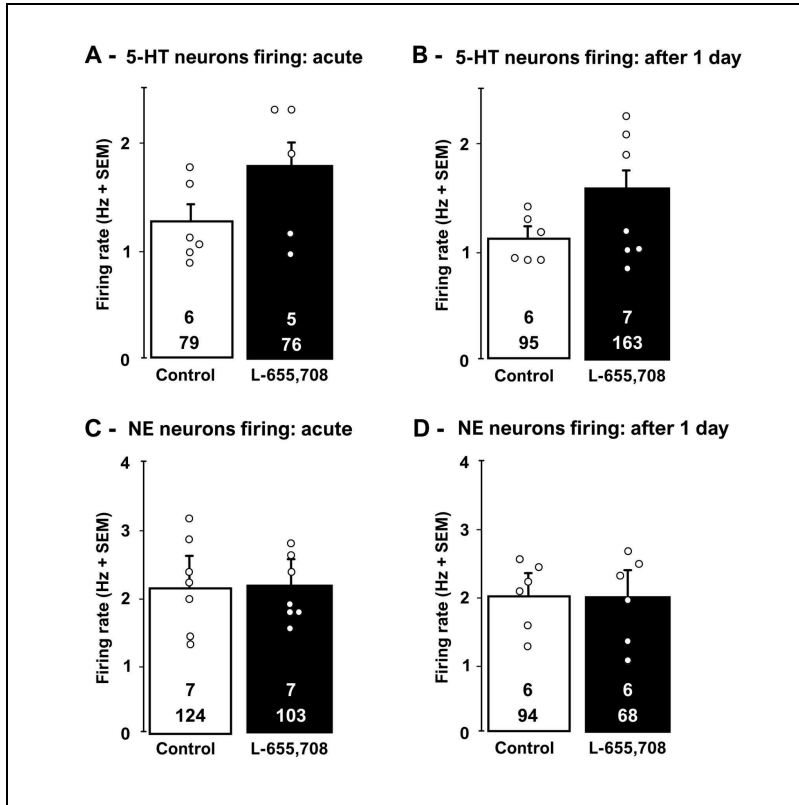 A - 5-HT neurons firing: acute
Firing rate (Hz + SEM)
2
1
0
6
79
5
76
Control
L-655,708
B - 5-HT neurons firing: after 1 day
Firing rate (Hz + SEM)
2
1
0
6
95
7
163
Control
L-655,708
C - NE neurons firing: acute
Firing rate (Hz + SEM)
4
3
2
1
0
7
124
7
103
Control
L-655,708
D - NE neurons firing: after 1 day
Firing rate (Hz + SEM)
4
3
2
1
0
6
94
6
68
Control
L-655,708